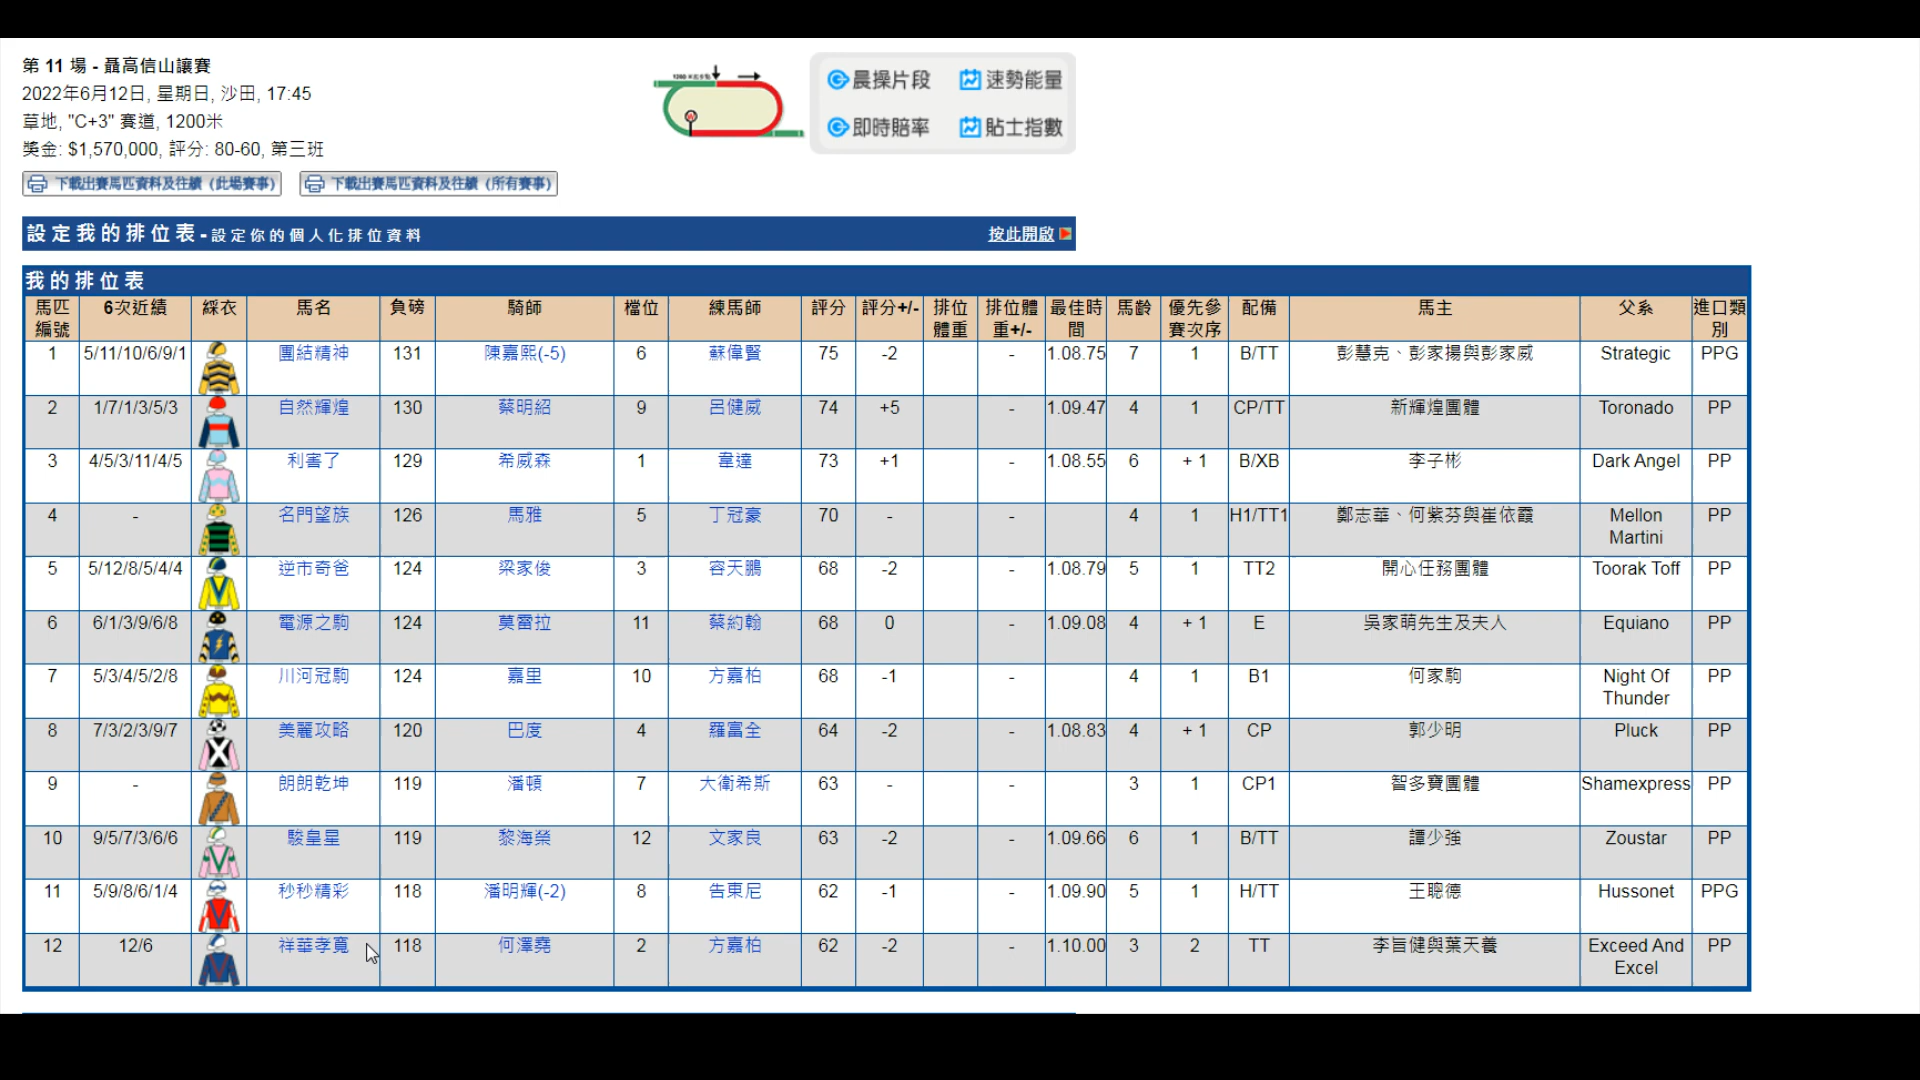 第 11 場 - 聶高信山讓賽
2022年6月12日, 星期日, 沙田, 17:45
草地, "C+3" 賽道, 1200米
獎金: $1,570,000, 評分: 80-60, 第三班
晨操片段 速勢能量
即時賠率 貼士指數
下載出賽馬匹資料及往績 (此場賽事) 下載出賽馬匹資料及往績 (所有賽事)
設定我的排位表-設定你的個人化排位資料 按此開啟
我的排位表
馬匹編號 6次近績 綵衣 馬名 負磅 騎師 檔位 練馬師 評分 評分+/- 排位體重 排位體重+/- 最佳時間 馬齡 優先參賽次序 配備 馬主 父系 進口類別
1 5/11/10/6/9/1 團結精神 131 陳嘉熙(-5) 6 蘇偉賢 75 -2 - 1.08.75 7 1 B/TT 彭慧克、彭家揚與彭家威 Strategic PPG
2 1/7/1/3/5/3 自然輝煌 130 蔡明紹 9 呂健威 74 +5 - 1.09.47 4 1 CP/TT 新輝煌團體 Toronado PP
3 4/5/3/11/4/5 利害了 129 希威森 1 韋達 73 +1 - 1.08.55 6 + 1 B/XB 李子彬 Dark Angel PP
4 - 名門望族 126 馬雅 5 丁冠豪 70 - - 4 1 H1/TT1 鄭志華、何紫芬與崔依霞 Mellon Martini PP
5 5/12/8/5/4/4 逆市奇爸 124 梁家俊 3 容天鵬 68 -2 - 1.08.79 5 1 TT2 開心任務團體 Toorak Toff PP
6 6/1/3/9/6/8 電源之駒 124 莫雷拉 11 蔡約翰 68 0 - 1.09.08 4 + 1 E 吳家萌先生及夫人 Equiano PP
7 5/3/4/5/2/8 川河冠駒 124 嘉里 10 方嘉柏 68 -1 - 4 1 B1 何家駒 Night Of Thunder PP
8 7/3/2/3/9/7 美麗攻略 120 巴度 4 羅富全 64 -2 - 1.08.83 4 + 1 CP 郭少明 Pluck PP
9 - 朗朗乾坤 119 潘頓 7 大衛希斯 63 - - 3 1 CP1 智多寶團體 Shamexpress PP
10 9/5/7/3/6/6 駿皇星 119 黎海榮 12 文家良 63 -2 - 1.09.66 6 1 B/TT 譚少強 Zoustar PP
11 5/9/8/6/1/4 秒秒精彩 118 潘明輝(-2) 8 告東尼 62 -1 - 1.09.90 5 1 H/TT 王聰德 Hussonet PPG
12 12/6 祥華孝寬 118 何澤堯 2 方嘉柏 62 -2 - 1.10.00 3 2 TT 李旨健與葉天養 Exceed And Excel PP